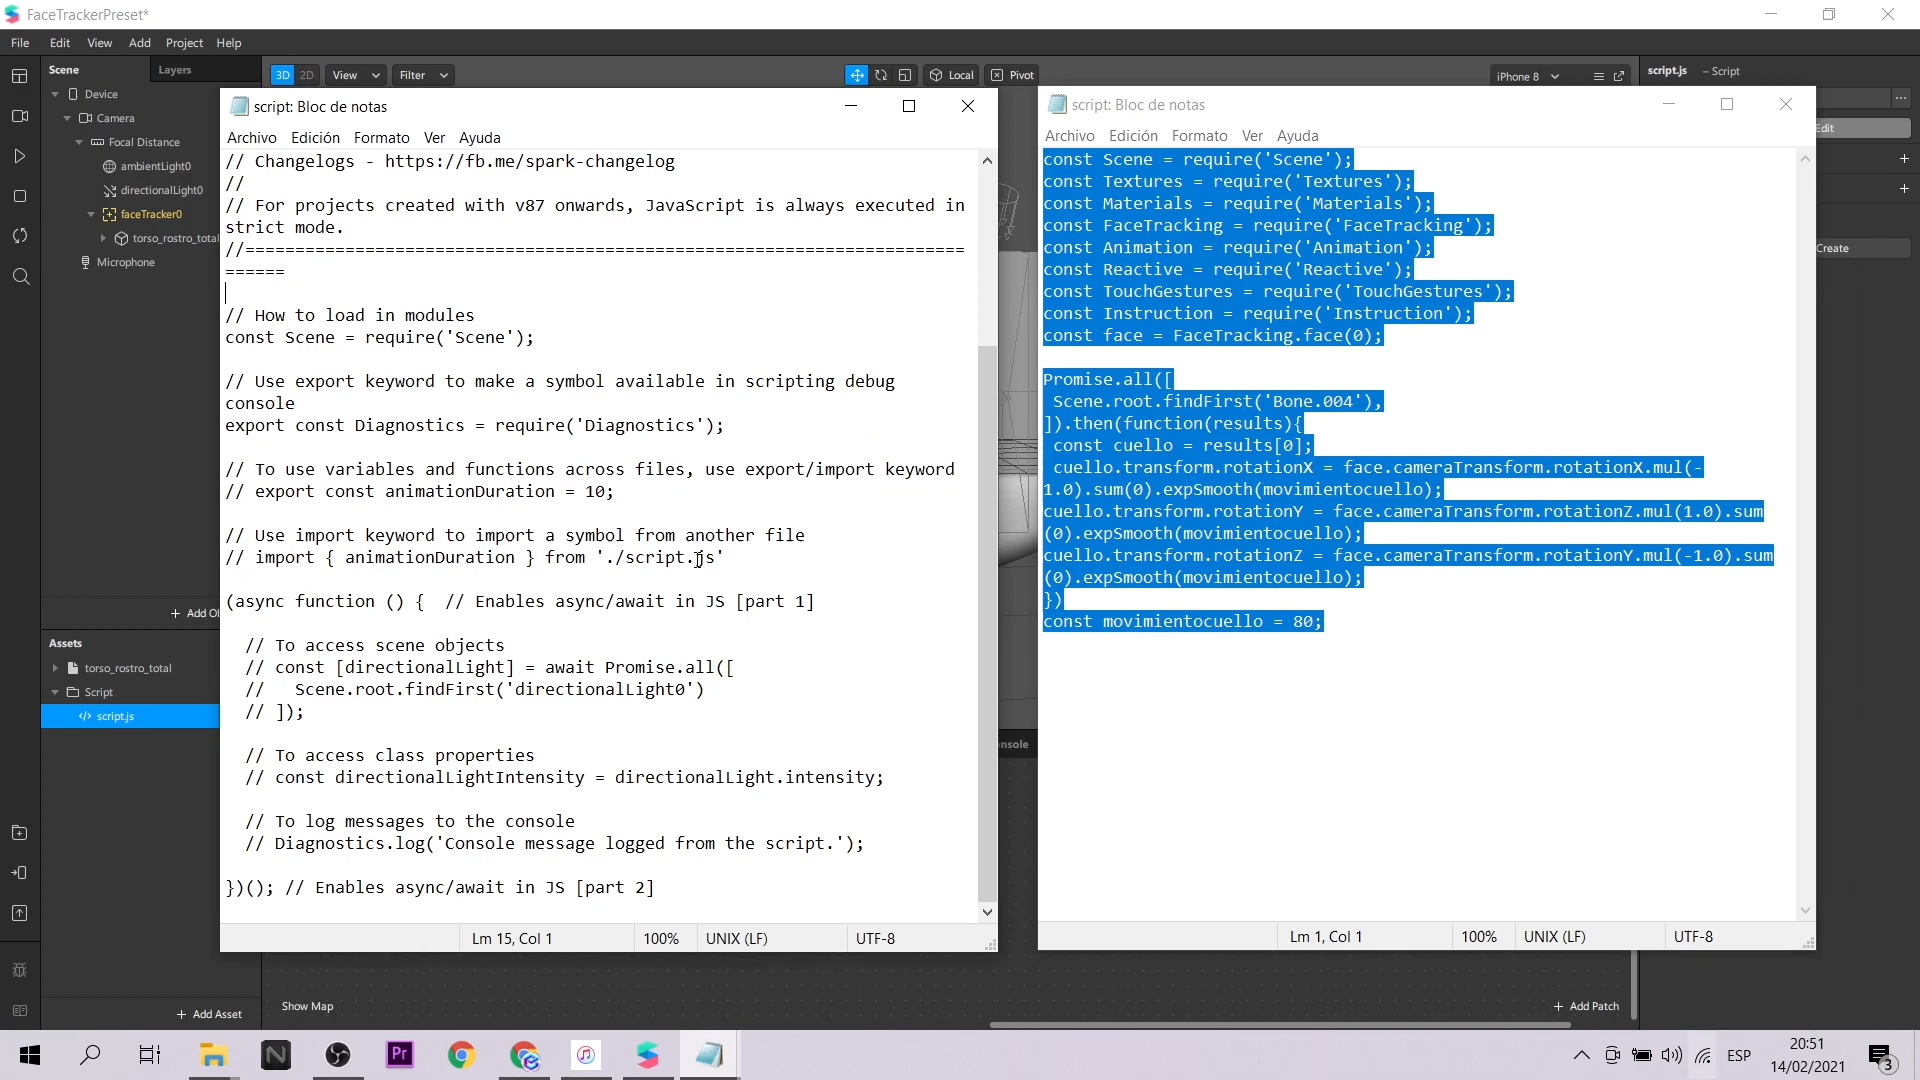 FaceTrackerPreset*
File Edit View Add Project Help
Scene Layers
3D 2D View Filter Local Pivot iPhone 8
script.js – Script
Device
Camera
Focal Distance
ambientLight0
directionalLight0
faceTracker0
torso_rostro_total
Microphone
Assets
torso_rostro_total
Script
script.js
Add Asset
script: Bloc de notas
Archivo Edición Formato Ver Ayuda
// Changelogs - https://fb.me/spark-changelog
//
// For projects created with v87 onwards, JavaScript is always executed in
strict mode.
//========================================================================
======
// How to load in modules
const Scene = require('Scene');
// Use export keyword to make a symbol available in scripting debug
console
export const Diagnostics = require('Diagnostics');
// To use variables and functions across files, use export/import keyword
// export const animationDuration = 10;
// Use import keyword to import a symbol from another file
// import { animationDuration } from './script.js'
(async function () {  // Enables async/await in JS [part 1]
// To access scene objects
// const [directionalLight] = await Promise.all([
//   Scene.root.findFirst('directionalLight0')
// ]);
// To access class properties
// const directionalLightIntensity = directionalLight.intensity;
// To log messages to the console
// Diagnostics.log('Console message logged from the script.');
})(); // Enables async/await in JS [part 2]
Lm 15, Col 1 100% UNIX (LF) UTF-8
script: Bloc de notas
Archivo Edición Formato Ver Ayuda
const Scene = require('Scene');
const Textures = require('Textures');
const Materials = require('Materials');
const FaceTracking = require('FaceTracking');
const Animation = require('Animation');
const Reactive = require('Reactive');
const TouchGestures = require('TouchGestures');
const Instruction = require('Instruction');
const face = FaceTracking.face(0);
Promise.all([
Scene.root.findFirst('Bone.004'),
]).then(function(results){
const cuello = results[0];
cuello.transform.rotationX = face.cameraTransform.rotationX.mul(-
1.0).sum(0).expSmooth(movimientocuello);
cuello.transform.rotationY = face.cameraTransform.rotationZ.mul(1.0).sum
(0).expSmooth(movimientocuello);
cuello.transform.rotationZ = face.cameraTransform.rotationY.mul(-1.0).sum
(0).expSmooth(movimientocuello);
})
const movimientocuello = 80;
Lm 1, Col 1 100% UNIX (LF) UTF-8
Create
Show Map
Add Patch
Pr
ESP
20:51
14/02/2021
3